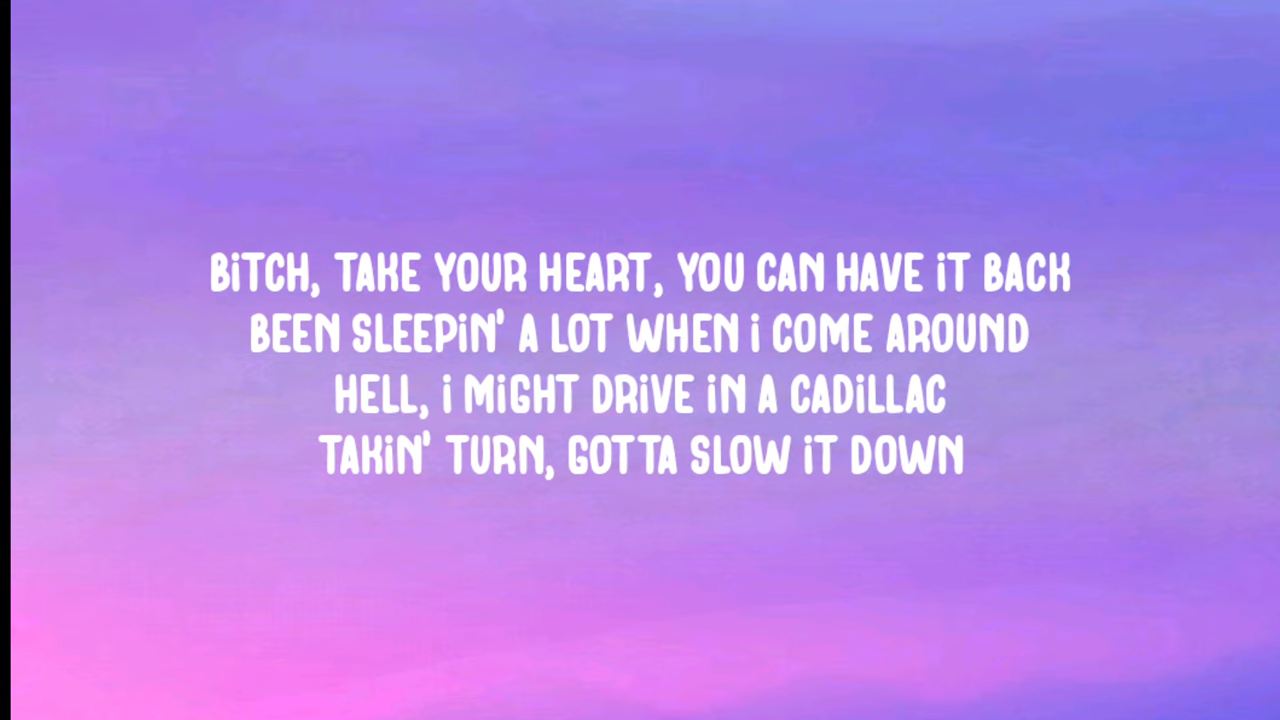 BiTCH, TAKE YOUR HEART, YOU CAN HAVE iT BACK
BEEN SLEEPiN' A LOT WHEN i COME AROUND
HELL, i MiGHT DRiVE iN A CADiLLAC
TAKiN' TURN, GOTTA SLOW iT DOWN